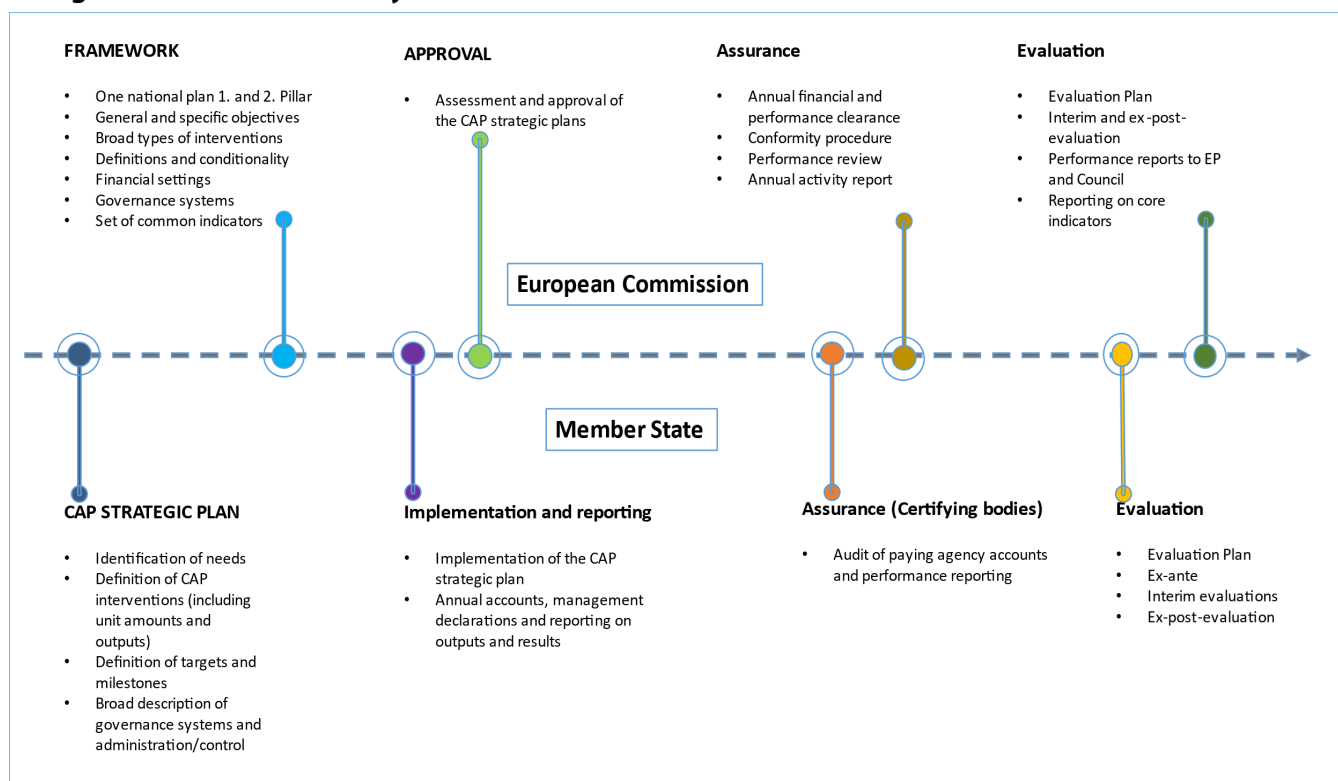 FRAMEWORK
• One national plan 1. and 2. Pillar
• General and specific objectives
• Broad types of interventions
• Definitions and conditionality
• Financial settings
• Governance systems
• Set of common indicators
APPROVAL
• Assessment and approval of
the CAP strategic plans
Assurance
• Annual financial and
performance clearance
• Conformity procedure
• Performance review
• Annual activity report
Evaluation
• Evaluation Plan
• Interim and ex-post-
evaluation
• Performance reports to EP
and Council
• Reporting on core
indicators
European Commission
Member State
CAP STRATEGIC PLAN
• Identification of needs
• Definition of CAP
interventions (including
unit amounts and
outputs)
• Definition of targets and
milestones
• Broad description of
governance systems and
administration/control
Implementation and reporting
• Implementation of the CAP
strategic plan
• Annual accounts, management
declarations and reporting on
outputs and results
Assurance (Certifying bodies)
• Audit of paying agency accounts
and performance reporting
Evaluation
• Evaluation Plan
• Ex-ante
• Interim evaluations
• Ex-post-evaluation